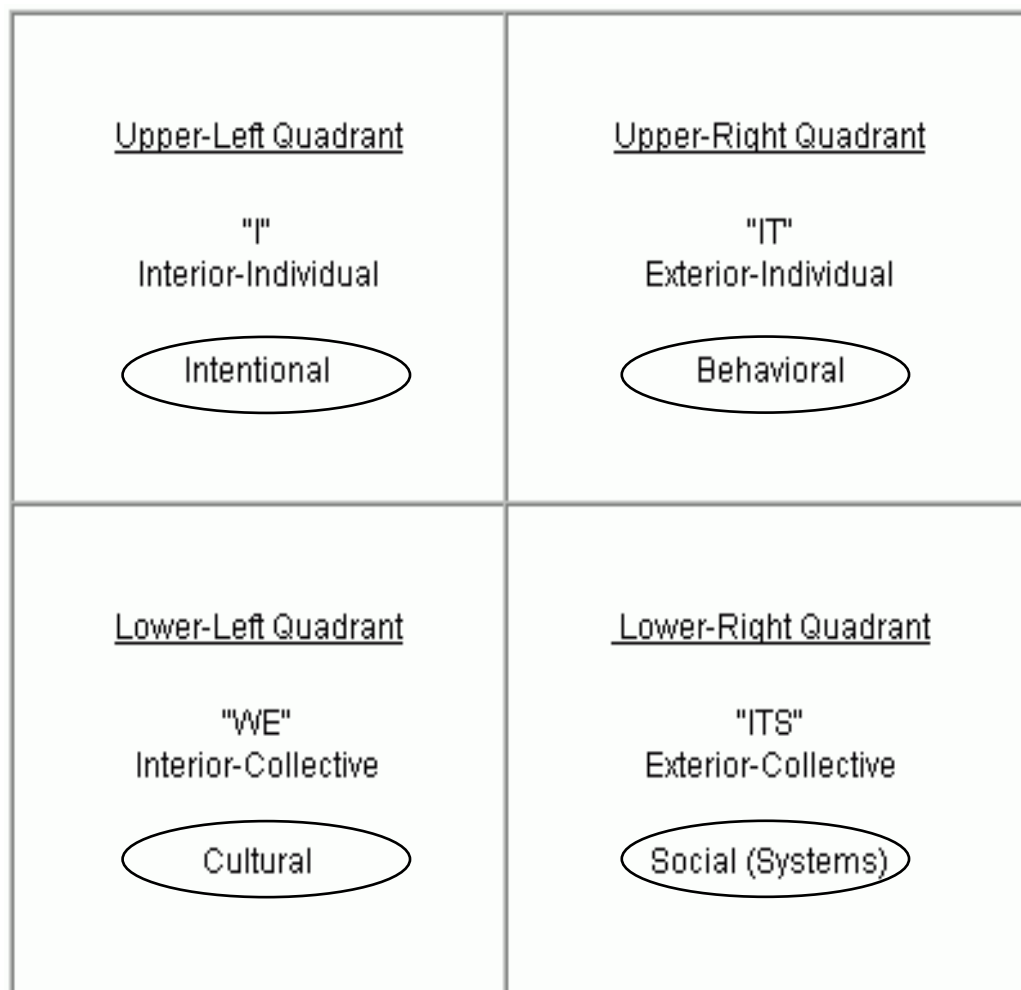 Upper-Left Quadrant
"I"
Interior-Individual
Intentional
Upper-Right Quadrant
"IT"
Exterior-Individual
Behavioral
Lower-Left Quadrant
"WE"
Interior-Collective
Cultural
Lower-Right Quadrant
"ITS"
Exterior-Collective
Social (Systems)